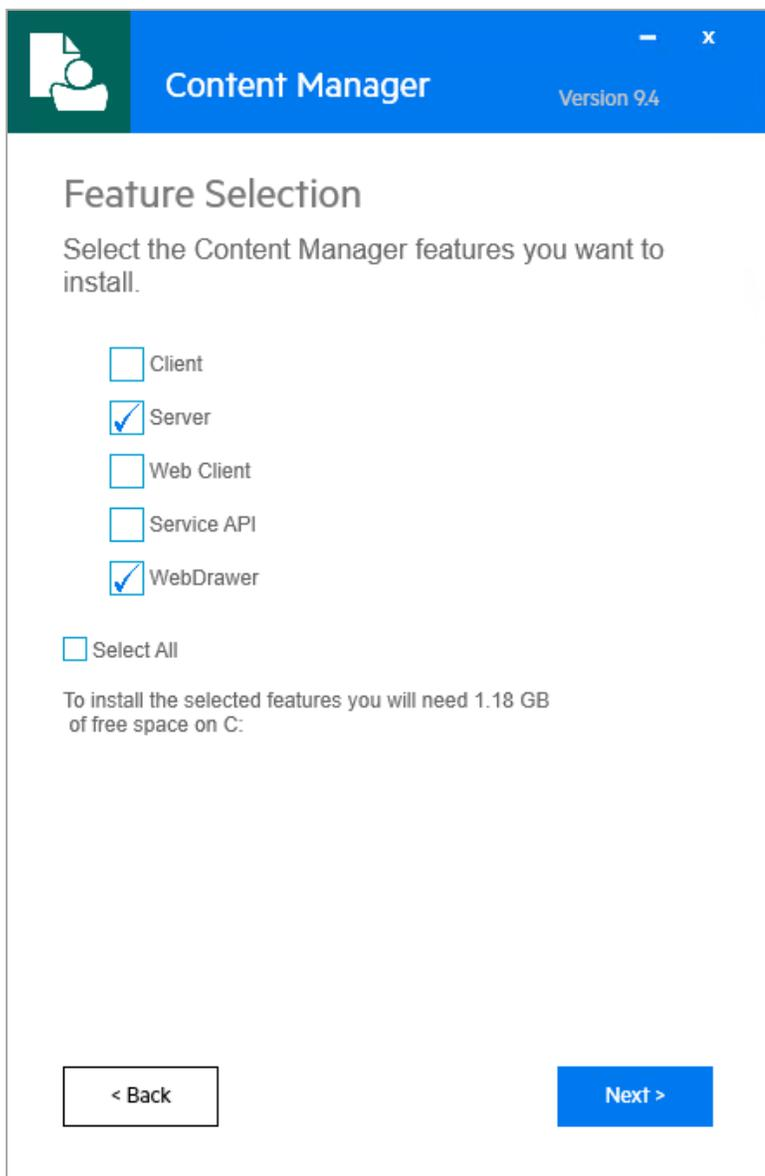 x
Content Manager
Version 9.4
Feature Selection
Select the Content Manager features you want to
install.
Client
Server
Web Client
Service API
WebDrawer
Select All
To install the selected features you will need 1.18 GB
of free space on C:
< Back
Next >